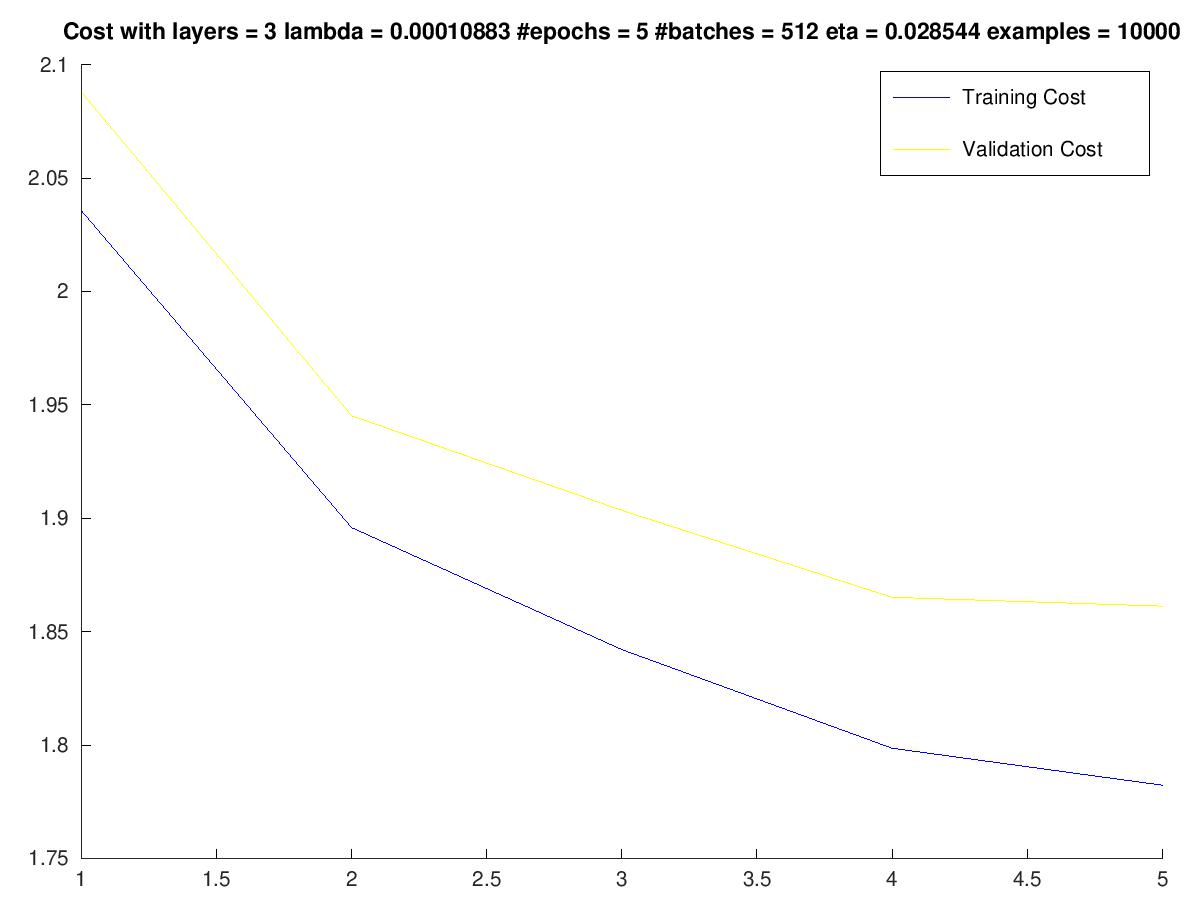 Cost with layers = 3 lambda = 0.00010883 #epochs = 5 #batches = 512 eta = 0.028544 examples = 10000
2.1
2.05
2
1.95
1.9
1.85
1.8
1.75
Training Cost
Validation Cost
1 1.5 2 2.5 3 3.5 4 4.5 5